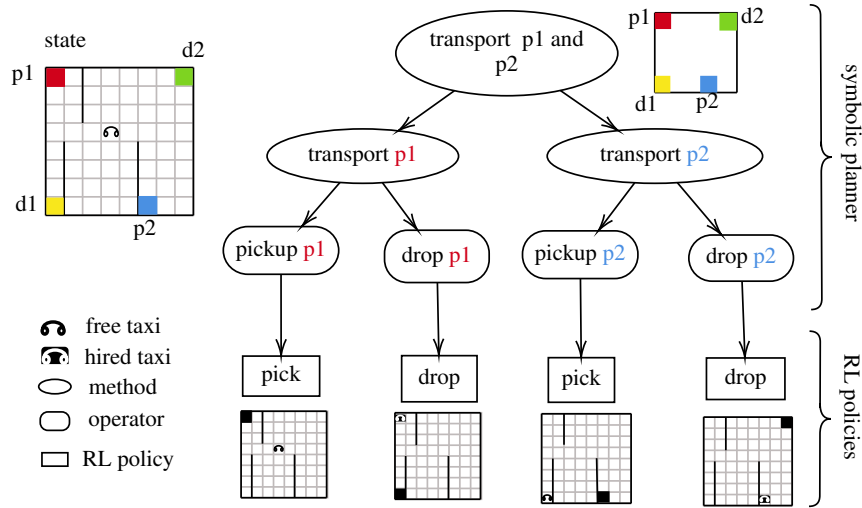 state
d2
p1
d1
p2
transport p1 and
p2
p1
d2
d1
p2
transport p1
transport p2
pickup p1
drop p1
pickup p2
drop p2
symbolic planner
free taxi
hired taxi
method
operator
RL policy
pick
drop
pick
drop
RL policies